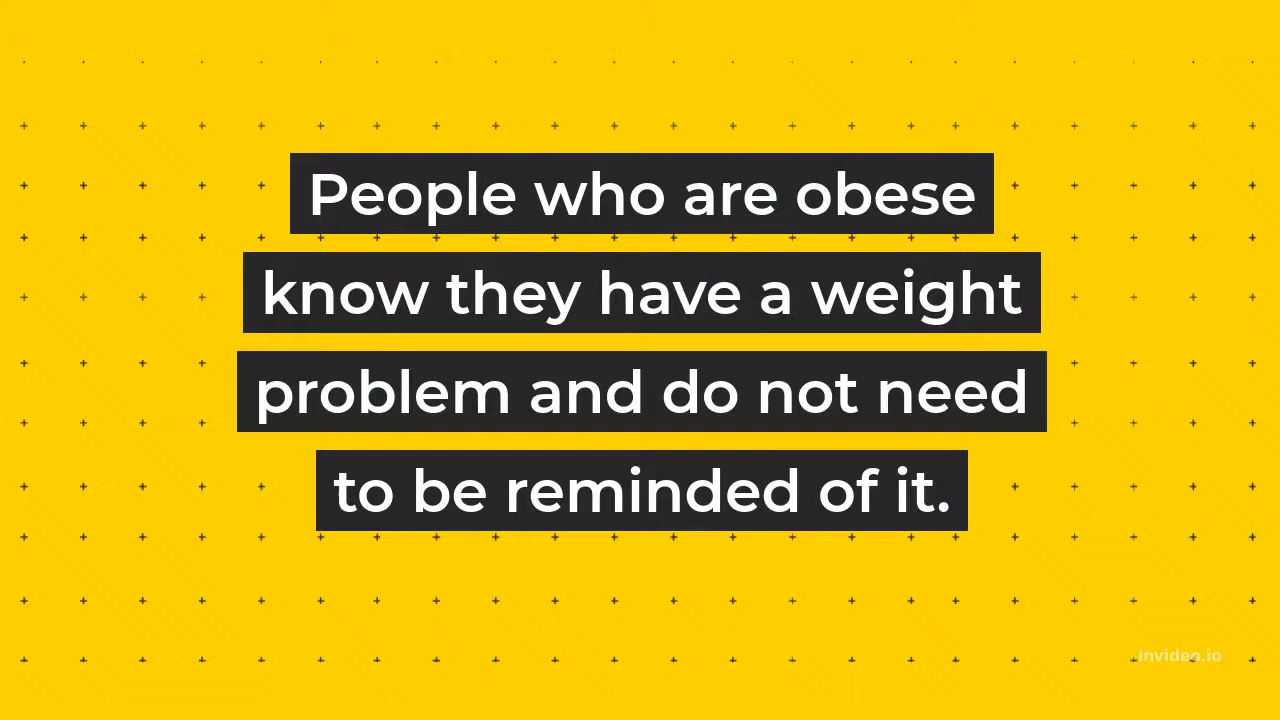 People who are obese
know they have a weight
problem and do not need
to be reminded of it.
invideo.io